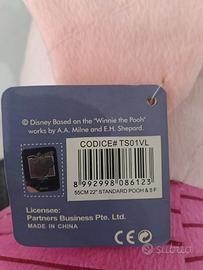 © Disney Based on the "Winnie the Pooh"
works by A.A. Milne and E.H. Shepard.
CODICE# TS01VL
8 992998 086123
55CM 22" STANDARD POOH & S F
Licensee:
Partners Business Pte. Ltd.
MADE IN CHINA
subito